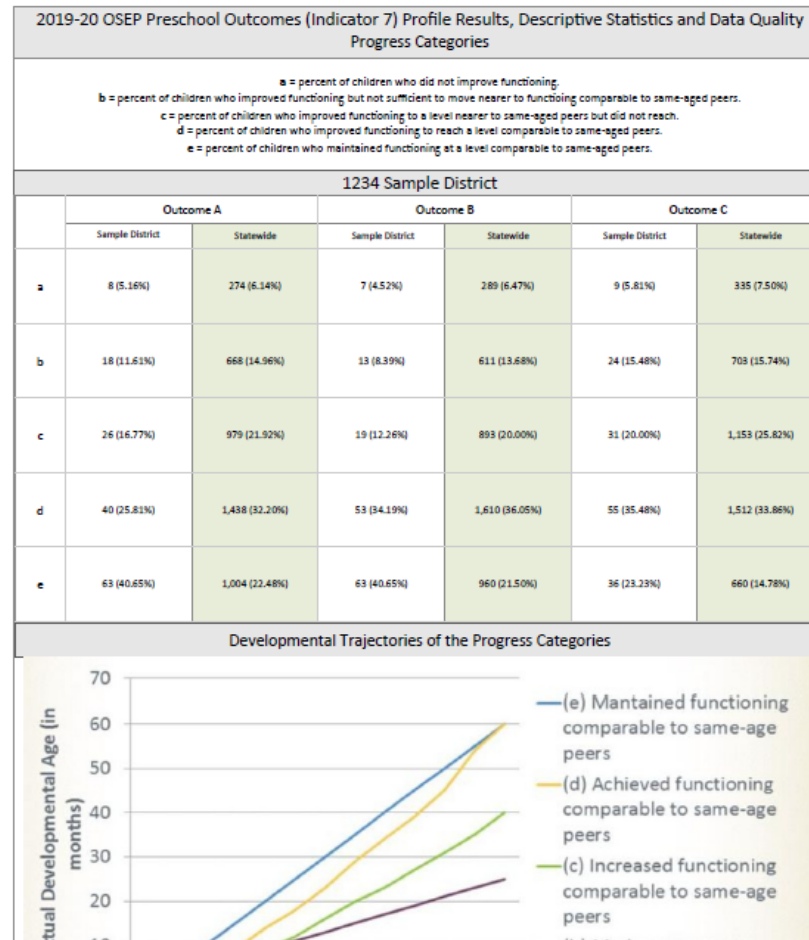 2019-20 OSEP Preschool Outcomes (Indicator 7) Profile Results, Descriptive Statistics and Data Quality
Progress Categories
a = percent of children who did not improve functioning.
b = percent of children who improved functioning but not sufficient to move nearer to functioing comparable to same-aged peers.
c = percent of children who improved functioning to a level nearer to same-aged peers but did not reach.
d = percent of children who improved functioning to reach a level comparable to same-aged peers.
e = percent of children who maintained functioning at a level comparable to same-aged peers.
1234 Sample District
Outcome A Outcome B Outcome C
Sample District Statewide Sample District Statewide Sample District Statewide
a 8 (5.16%) 274 (6.14%) 7 (4.52%) 289 (6.47%) 9 (5.81%) 335 (7.50%)
b 18 (11.61%) 668 (14.96%) 13 (8.39%) 611 (13.68%) 24 (15.48%) 703 (15.74%)
c 26 (16.77%) 979 (21.92%) 19 (12.26%) 893 (20.00%) 31 (20.00%) 1,153 (25.82%)
d 40 (25.81%) 1,438 (32.20%) 53 (34.19%) 1,610 (36.05%) 55 (35.48%) 1,512 (33.86%)
e 63 (40.65%) 1,004 (22.48%) 63 (40.65%) 960 (21.50%) 36 (23.23%) 660 (14.78%)
Developmental Trajectories of the Progress Categories
70
60
50
40
30
20
tual Developmental Age (in
months)
(e) Mantained functioning
comparable to same-age
peers
(d) Achieved functioning
comparable to same-age
peers
(c) Increased functioning
comparable to same-age
peers